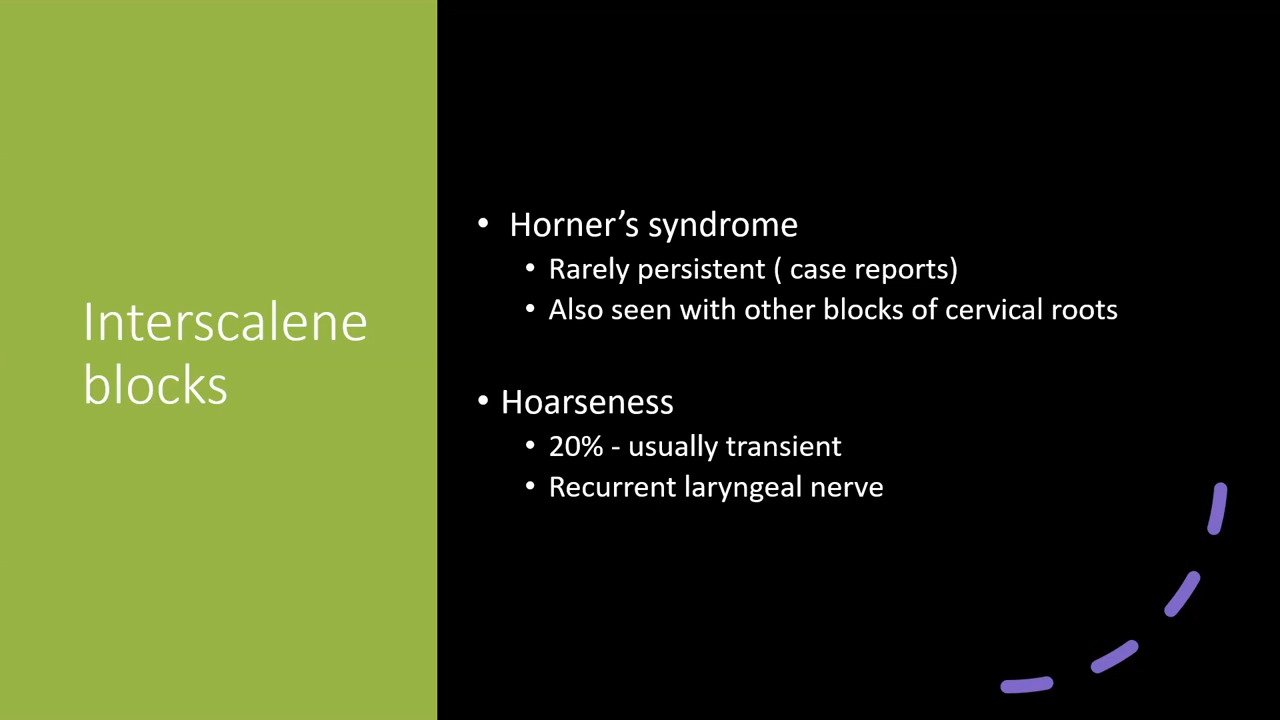 Interscalene
blocks
• Horner’s syndrome
• Rarely persistent ( case reports)
• Also seen with other blocks of cervical roots
• Hoarseness
• 20% - usually transient
• Recurrent laryngeal nerve